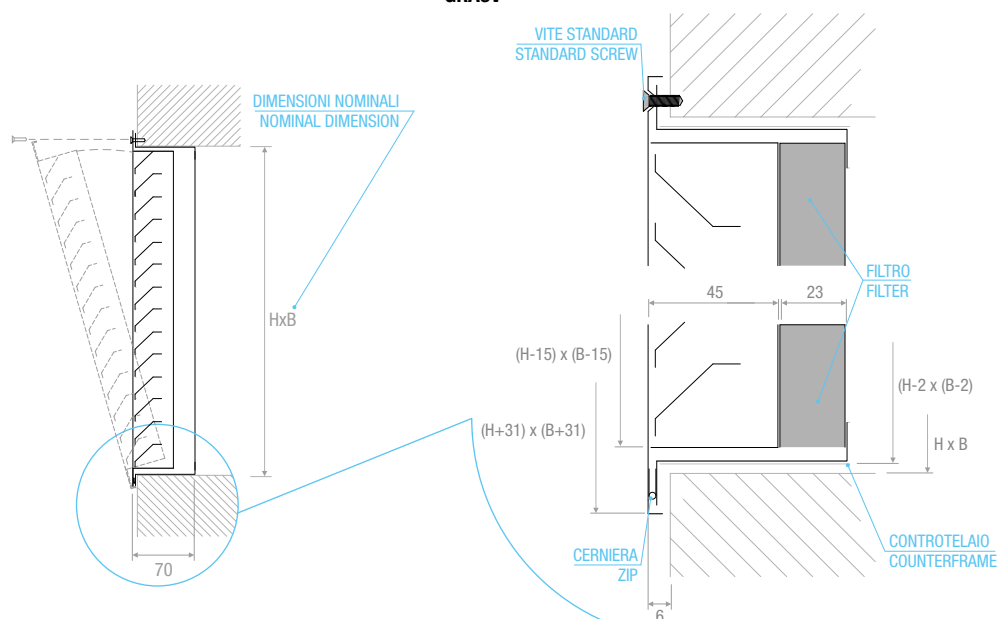 VITE STANDARD
STANDARD SCREW
DIMENSIONI NOMINALI
NOMINAL DIMENSION
HxB
70
45
23
FILTRO
FILTER
(H-15) x (B-15)
(H+31) x (B+31)
(H-2 x (B-2)
H x B
CERNIERA
ZIP
CONTROTELAIO
COUNTERFRAME
6